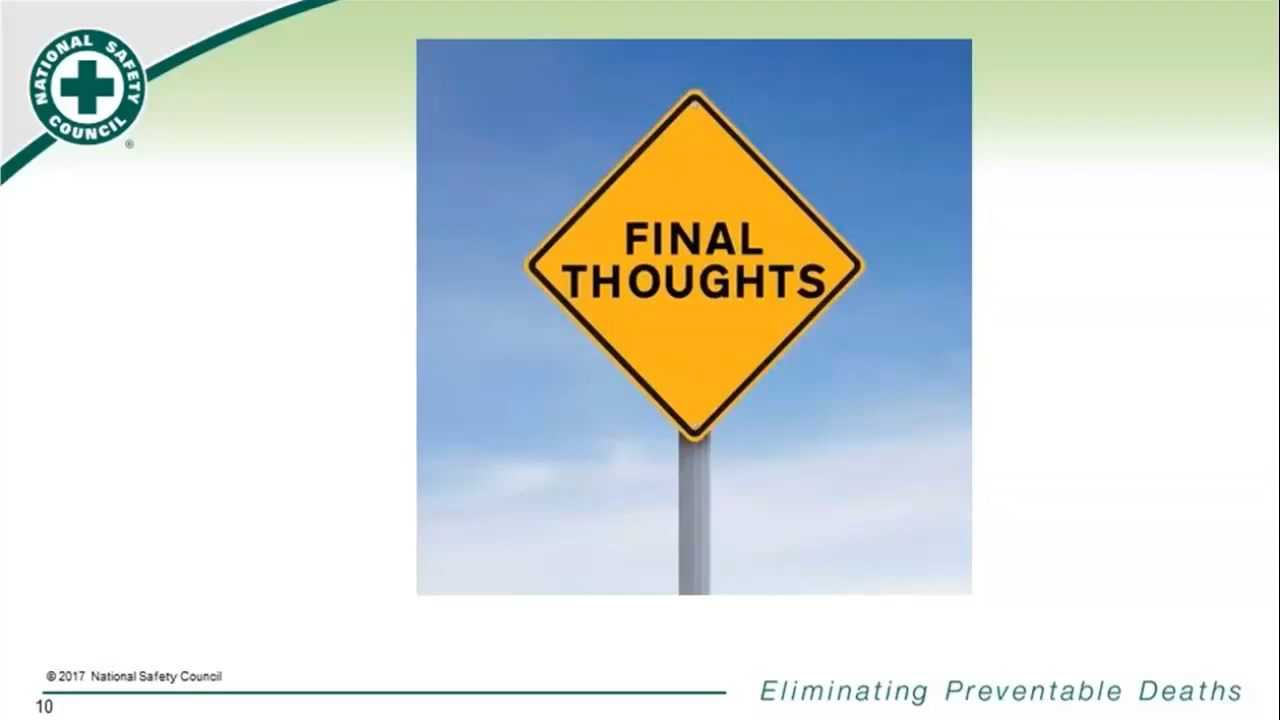 NATIONAL SAFETY
COUNCIL
®
FINAL
THOUGHTS
© 2017 National Safety Council
10
Eliminating Preventable Deaths